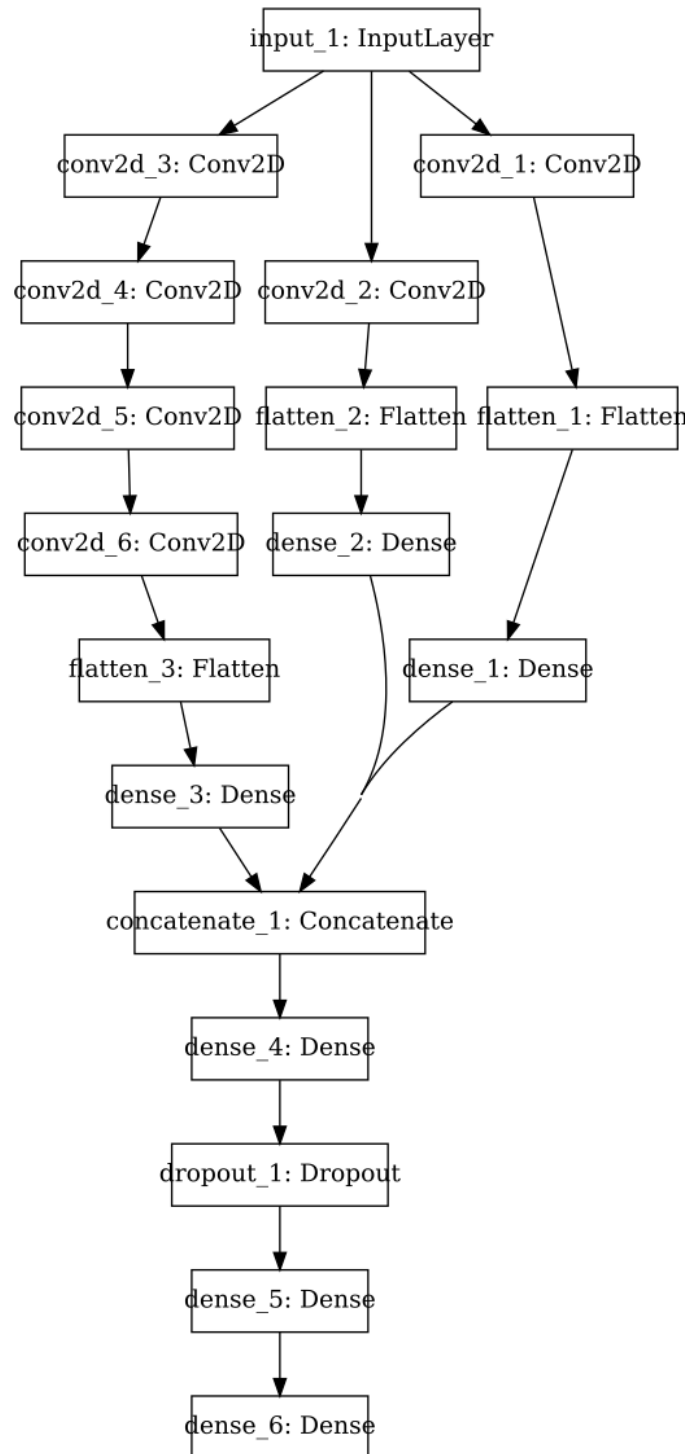 input_1: InputLayer
conv2d_3: Conv2D
conv2d_1: Conv2D
conv2d_4: Conv2D
conv2d_2: Conv2D
conv2d_5: Conv2D
flatten_2: Flatten
flatten_1: Flatten
conv2d_6: Conv2D
dense_2: Dense
flatten_3: Flatten
dense_1: Dense
dense_3: Dense
concatenate_1: Concatenate
dense_4: Dense
dropout_1: Dropout
dense_5: Dense
dense_6: Dense